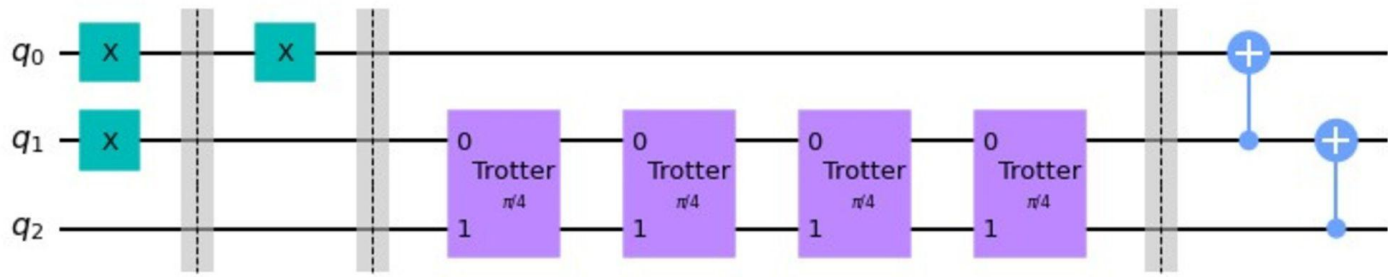 q0 X X
q1 X 0 0 0 0
Trotter Trotter Trotter Trotter
π/4 π/4 π/4 π/4
q2 1 1 1 1